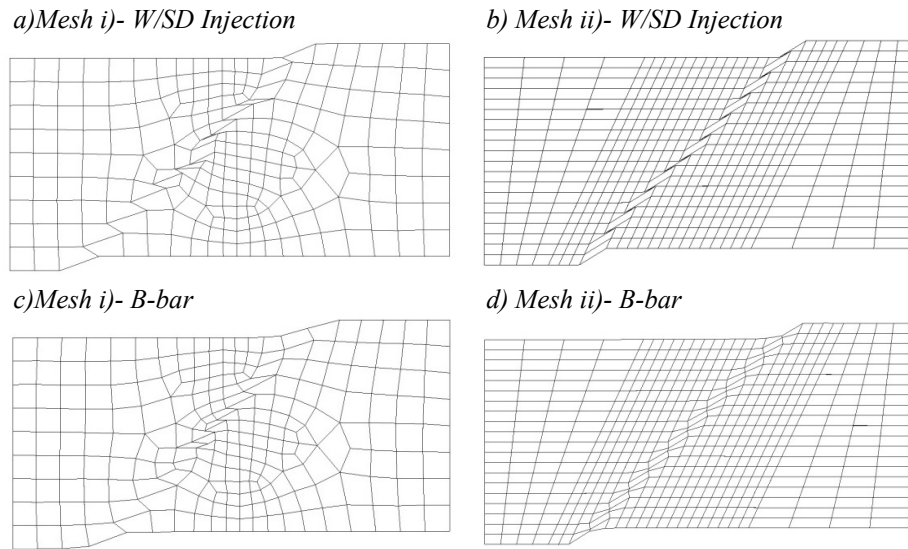 a)Mesh i)- W/SD Injection
b) Mesh ii)- W/SD Injection
c)Mesh i)- B-bar
d) Mesh ii)- B-bar